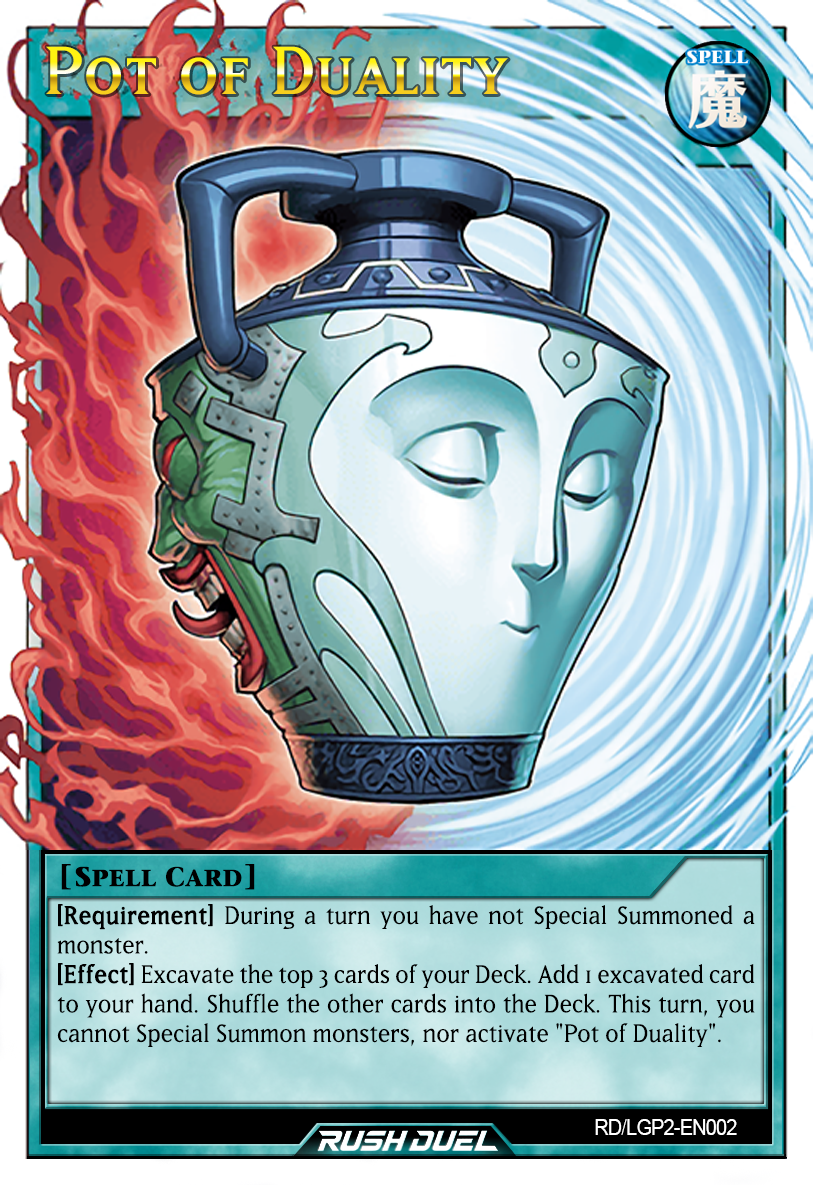 Pot of Duality
SPELL
魔
[Spell Card]
[Requirement] During a turn you have not Special Summoned a
monster.
[Effect] Excavate the top 3 cards of your Deck. Add 1 excavated card
to your hand. Shuffle the other cards into the Deck. This turn, you
cannot Special Summon monsters, nor activate "Pot of Duality".
RD/LGP2-EN002
RUSH DUEL